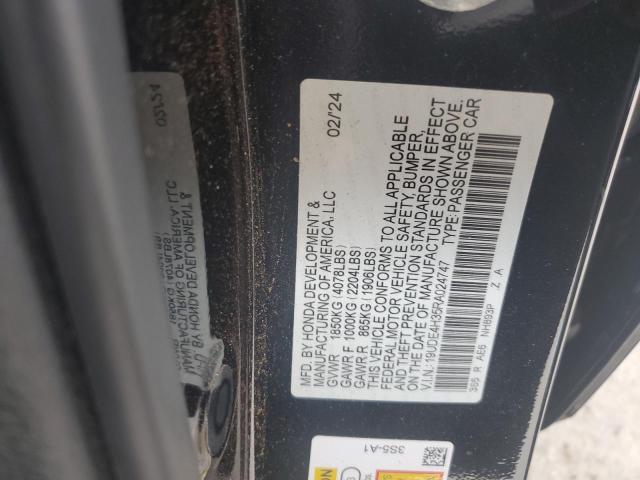 MFD. BY HONDA DEVELOPMENT & 02/'24
MANUFACTURING OF AMERICA, LLC
GVWR 1850KG (4078LBS)
GAWR F 1000KG (2204LBS)
GAWR R 865KG (1906LBS)
THIS VEHICLE CONFORMS TO ALL APPLICABLE
FEDERAL MOTOR VEHICLE SAFETY, BUMPER,
AND THEFT PREVENTION STANDARDS IN EFFECT
ON THE DATE OF MANUFACTURE SHOWN ABOVE.
V.I.N.: 19UDE4H35RA024747 TYPE: PASSENGER CAR
3S5 R AE6 NH893P Z A
3S5-A1